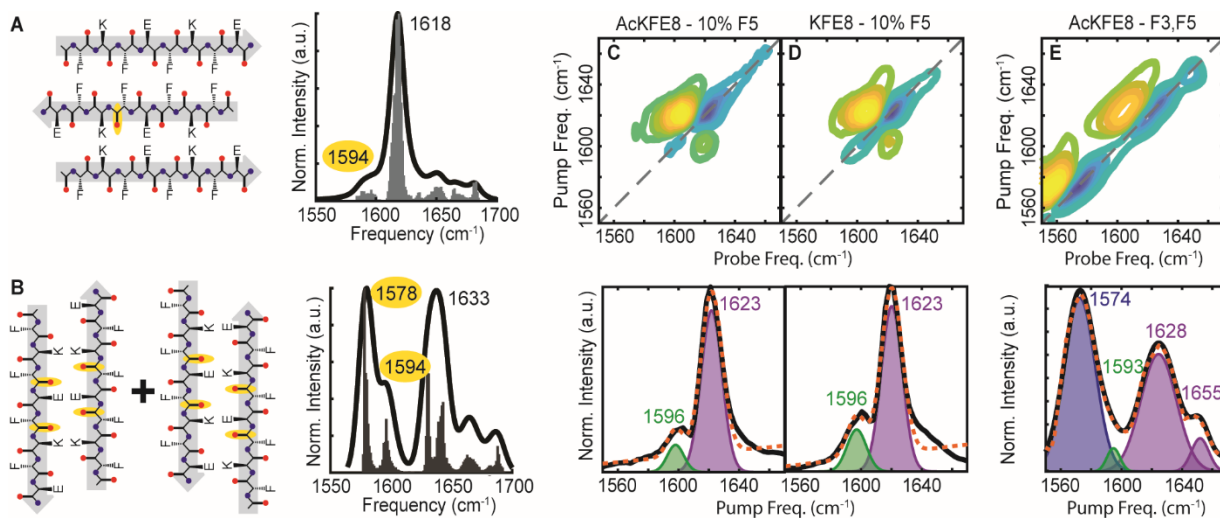 A
K E K E
F F F F
F F F F
E K E K
K E K E
F F F F
Norm. Intensity (a.u.)
1618
1594
1550 1600 1650 1700
Frequency (cm⁻¹)
B
F F F F
K E K E
E K E K
F F F F
+
F F F F
K E K E
E K E K
F F F F
Norm. Intensity (a.u.)
1578
1633
1594
1550 1600 1650 1700
Frequency (cm⁻¹)
AcKFE8 - 10% F5
C
Pump Freq. (cm⁻¹)
1640
1600
1560
1560 1600 1640
KFE8 - 10% F5
D
1560 1600 1640
Probe Freq. (cm⁻¹)
AcKFE8 - F3,F5
E
Pump Freq. (cm⁻¹)
1640
1600
1560
1560 1600 1640
Probe Freq. (cm⁻¹)
Norm. Intensity (a.u.)
1623
1596
1560 1600 1640
1623
1596
1560 1600 1640
Pump Freq. (cm⁻¹)
Norm. Intensity (a.u.)
1574
1628
1593
1655
1560 1600 1640
Pump Freq. (cm⁻¹)